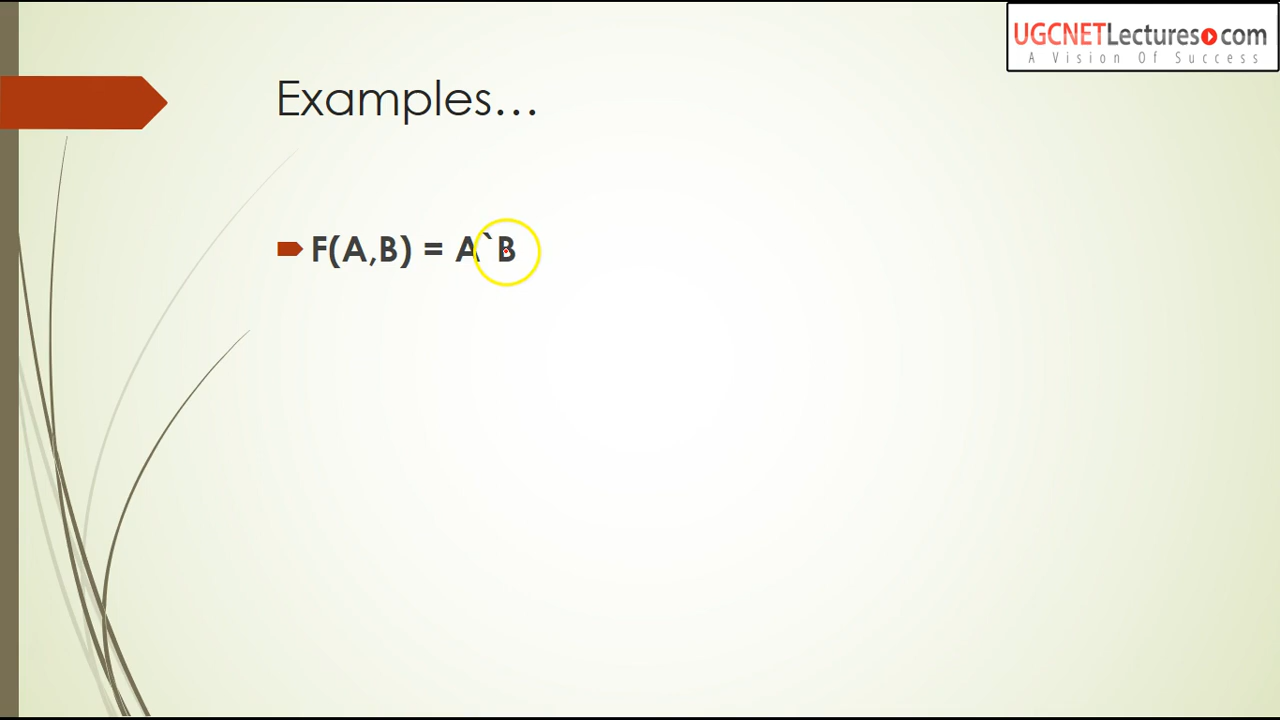 UGCNETLectures.com
A Vision Of Success
Examples...
F(A,B) = A`B